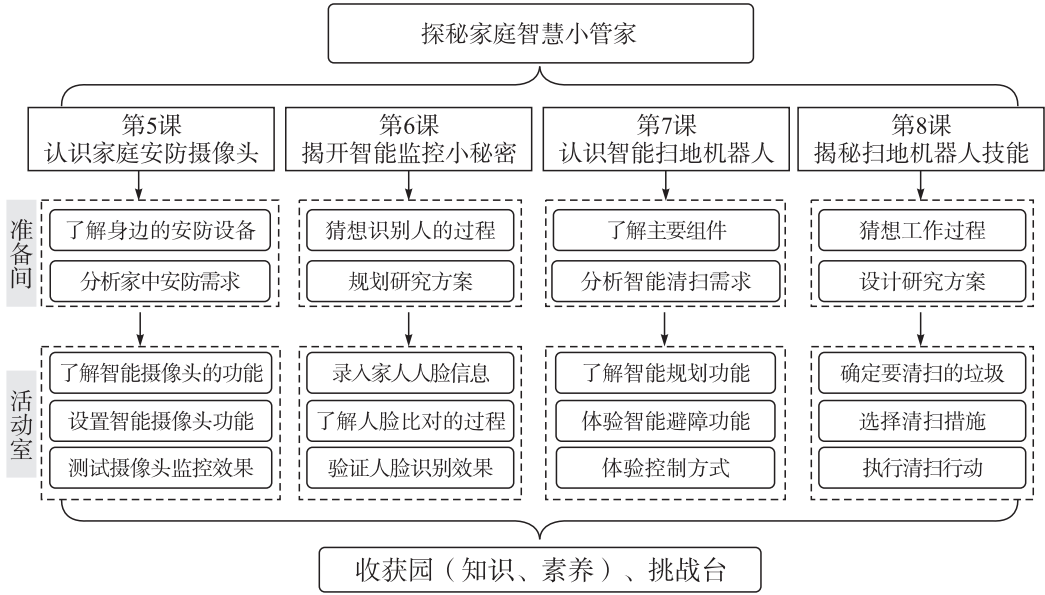 探秘家庭智慧小管家
第5课
认识家庭安防摄像头
第6课
揭开智能监控小秘密
第7课
认识智能扫地机器人
第8课
揭秘扫地机器人技能
准备间
了解身边的安防设备
分析家中安防需求
猜想识别人的过程
规划研究方案
了解主要组件
分析智能清扫需求
猜想工作过程
设计研究方案
活动室
了解智能摄像头的功能
设置智能摄像头功能
测试摄像头监控效果
录入家人人脸信息
了解人脸比对的过程
验证人脸识别效果
了解智能规划功能
体验智能避障功能
体验控制方式
确定要清扫的垃圾
选择清扫措施
执行清扫行动
收获园（知识、素养）、挑战台